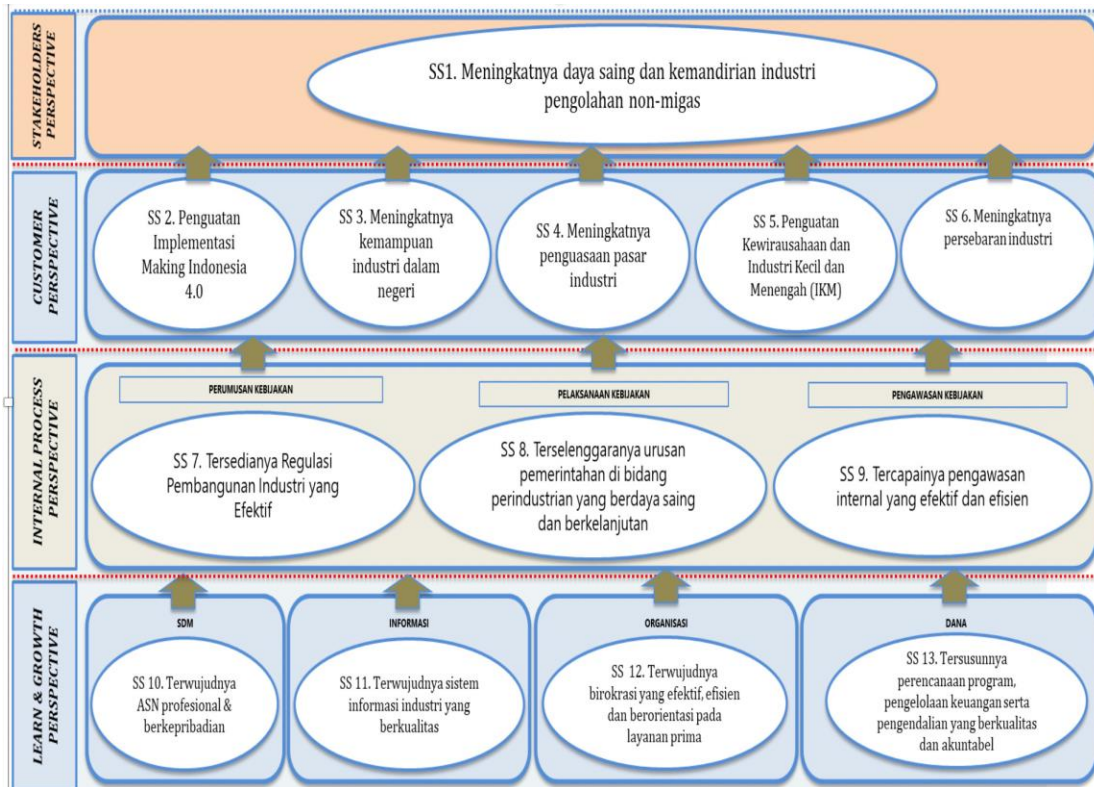 STAKEHOLDERS
PERSPECTIVE
SS1. Meningkatnya daya saing dan kemandirian industri
pengolahan non-migas
CUSTOMER
PERSPECTIVE
SS 2. Penguatan
Implementasi
Making Indonesia
4.0
SS 3. Meningkatnya
kemampuan
industri dalam
negeri
SS 4. Meningkatnya
penguasaan pasar
industri
SS 5. Penguatan
Kewirausahaan dan
Industri Kecil dan
Menengah (IKM)
SS 6. Meningkatnya
persebaran industri
INTERNAL PROCESS
PERSPECTIVE
PERUMUSAN KEBIJAKAN
SS 7. Tersedianya Regulasi
Pembangunan Industri yang
Efektif
PELAKSANAAN KEBIJAKAN
SS 8. Terselenggaranya urusan
pemerintahan di bidang
perindustrian yang berdaya saing
dan berkelanjutan
PENGAWASAN KEBIJAKAN
SS 9. Tercapainya pengawasan
internal yang efektif dan efisien
LEARN & GROWTH
PERSPECTIVE
SDM
SS 10. Terwujudnya
ASN profesional &
berkepribadian
INFORMASI
SS 11. Terwujudnya sistem
informasi industri yang
berkualitas
ORGANISASI
SS 12. Terwujudnya
birokrasi yang efektif, efisien
dan berorientasi pada
layanan prima
DANA
SS 13. Tersusunnya
perencanaan program,
pengelolaan keuangan serta
pengendalian yang berkualitas
dan akuntabel